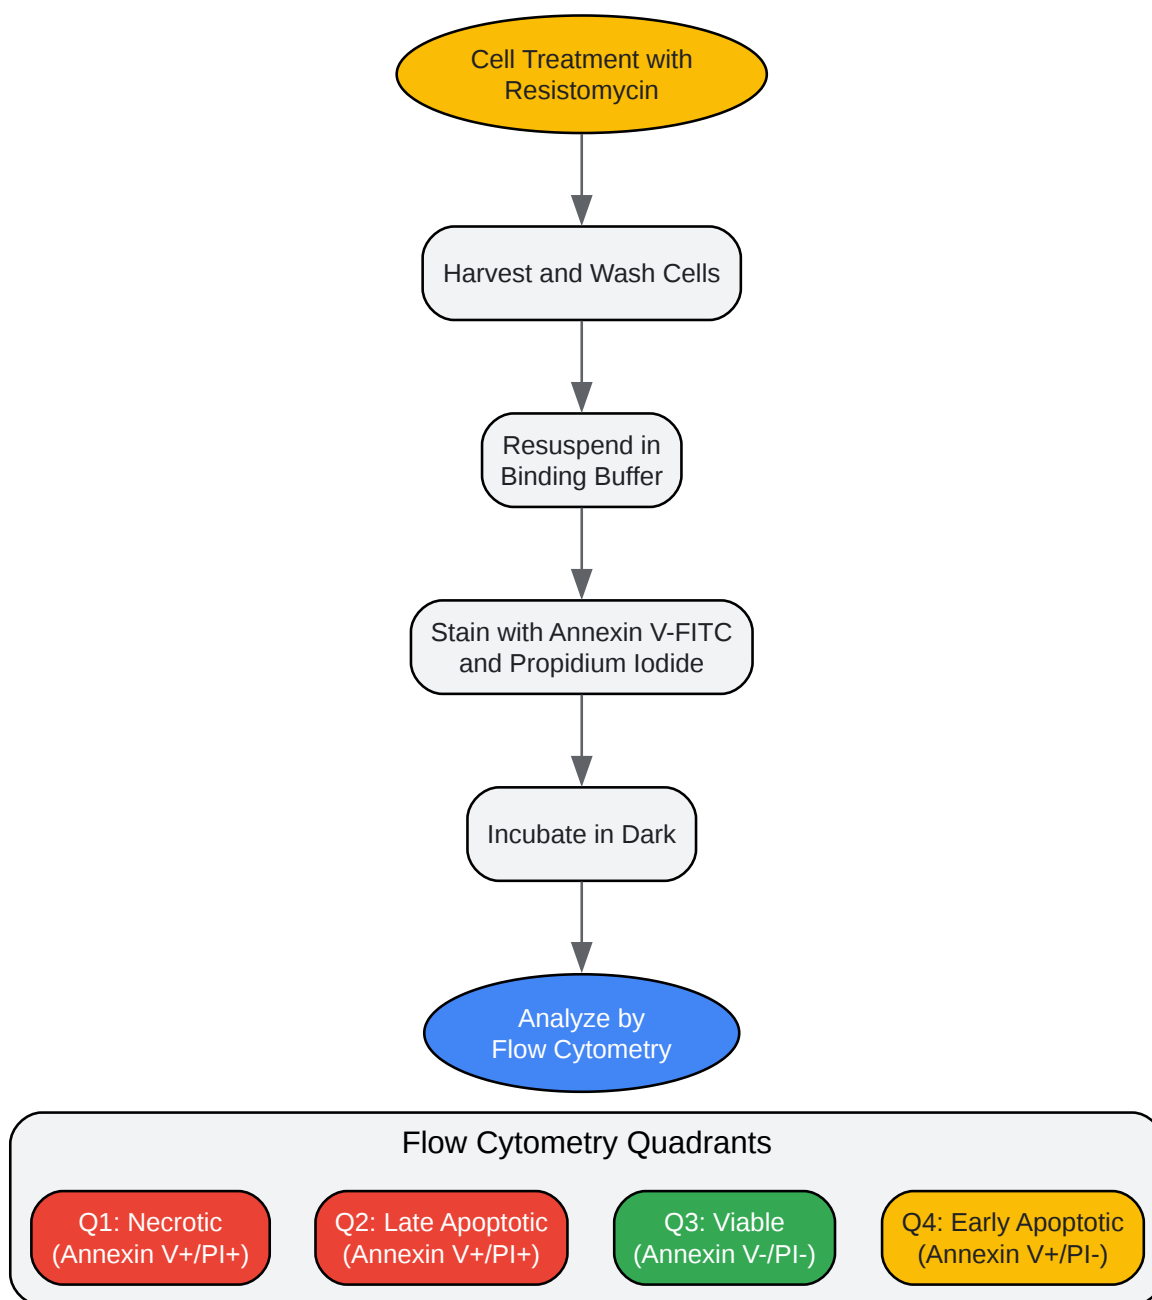 Cell Treatment with
Resistomycin
Harvest and Wash Cells
Resuspend in
Binding Buffer
Stain with Annexin V-FITC
and Propidium Iodide
Incubate in Dark
Analyze by
Flow Cytometry
Flow Cytometry Quadrants
Q1: Necrotic
(Annexin V+/PI+)
Q2: Late Apoptotic
(Annexin V+/PI+)
Q3: Viable
(Annexin V-/PI-)
Q4: Early Apoptotic
(Annexin V+/PI-)